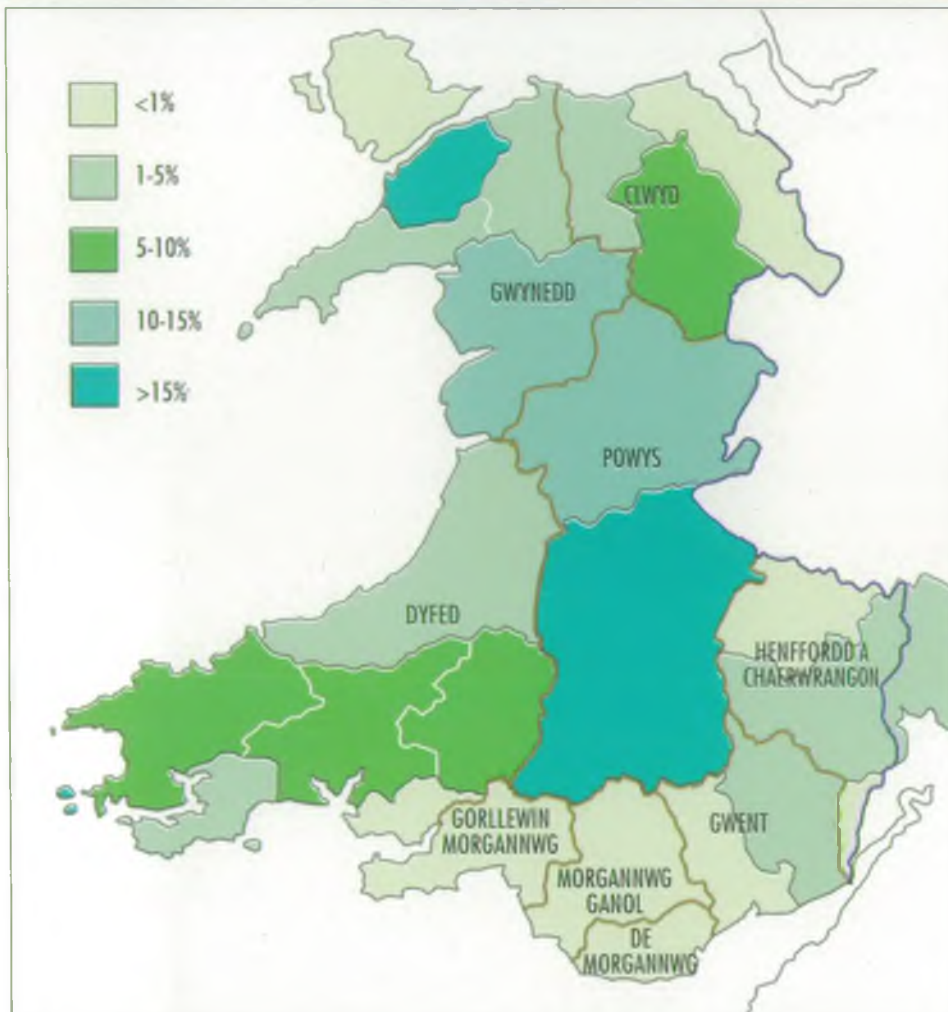 <1%
1-5%
5-10%
10-15%
>15%
CLWYD
GWYNEDD
POWYS
DYFED
HENFFORDD A
CHAERWRANGON
GORLLEWIN
MORGANNWG
GWENT
MORGANNWG
GANOL
DE
MORGANNWG